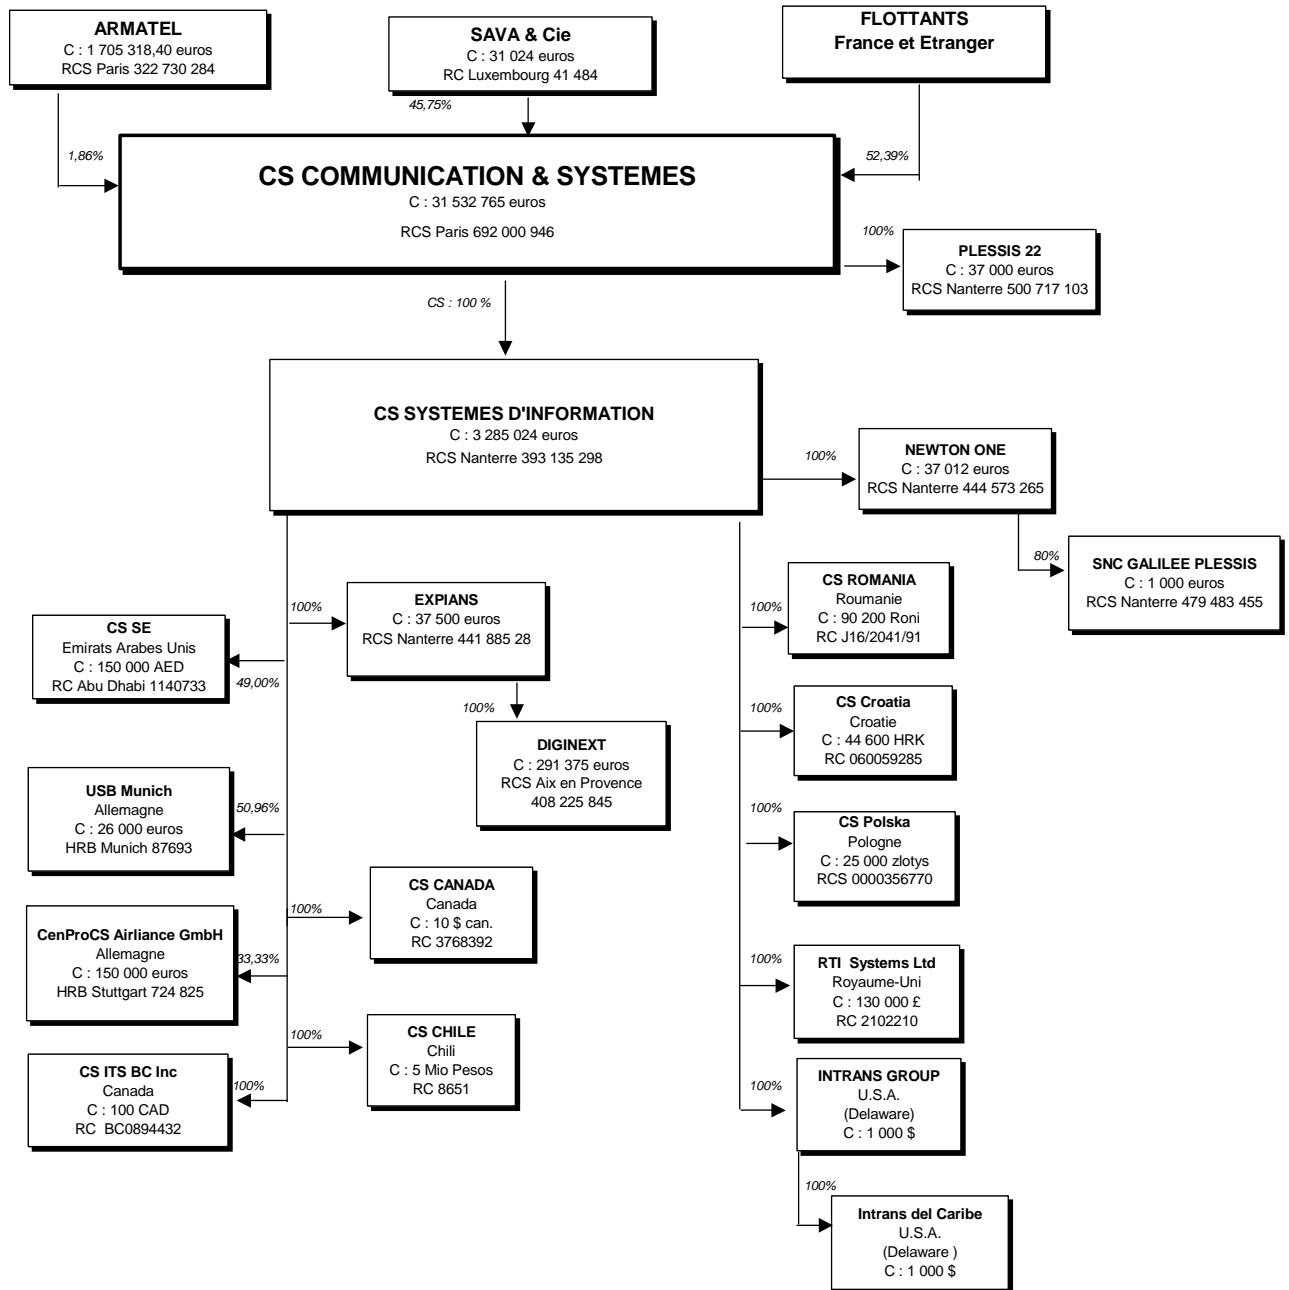 ARMATEL
C : 1 705 318,40 euros
RCS Paris 322 730 284
SAVA & Cie
C : 31 024 euros
RC Luxembourg 41 484
FLOTTANTS
France et Etranger
45,75%
1,86%
52,39%
CS COMMUNICATION & SYSTEMES
C : 31 532 765 euros
RCS Paris 692 000 946
100%
PLESSIS 22
C : 37 000 euros
RCS Nanterre 500 717 103
CS : 100 %
CS SYSTEMES D'INFORMATION
C : 3 285 024 euros
RCS Nanterre 393 135 298
100%
NEWTON ONE
C : 37 012 euros
RCS Nanterre 444 573 265
80%
SNC GALILEE PLESSIS
C : 1 000 euros
RCS Nanterre 479 483 455
100%
EXPIANS
C : 37 500 euros
RCS Nanterre 441 885 28
100%
DIGINEXT
C : 291 375 euros
RCS Aix en Provence
408 225 845
CS SE
Emirats Arabes Unis
C : 150 000 AED
RC Abu Dhabi 1140733
49,00%
USB Munich
Allemagne
C : 26 000 euros
HRB Munich 87693
50,96%
100%
CS CANADA
Canada
C : 10 $ can.
RC 3768392
CenProCS Airliance GmbH
Allemagne
C : 150 000 euros
HRB Stuttgart 724 825
33,33%
100%
CS CHILE
Chili
C : 5 Mio Pesos
RC 8651
CS ITS BC Inc
Canada
C : 100 CAD
RC BC0894432
100%
100%
CS ROMANIA
Roumanie
C : 90 200 Roni
RC J16/2041/91
100%
CS Croatia
Croatie
C : 44 600 HRK
RC 060059285
100%
CS Polska
Pologne
C : 25 000 zlotys
RCS 0000356770
100%
RTI Systems Ltd
Royaume-Uni
C : 130 000 £
RC 2102210
100%
INTRANS GROUP
U.S.A.
(Delaware)
C : 1 000 $
100%
Intrans del Caribe
U.S.A.
(Delaware )
C : 1 000 $